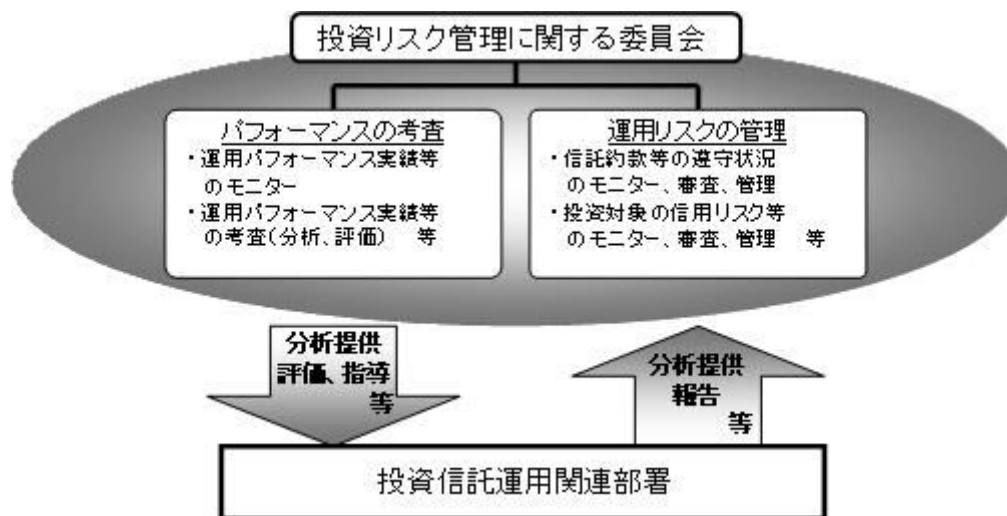 投資リスク管理に関する委員会
パフォーマンスの考査
・運用パフォーマンス実績等
のモニター
・運用パフォーマンス実績等
の考査(分析、評価) 等
運用リスクの管理
・信託約款等の遵守状況
のモニター、審査、管理
・投資対象の信用リスク等
のモニター、審査、管理 等
分析提供
評価、指導
等
分析提供
報告
等
投資信託運用関連部署